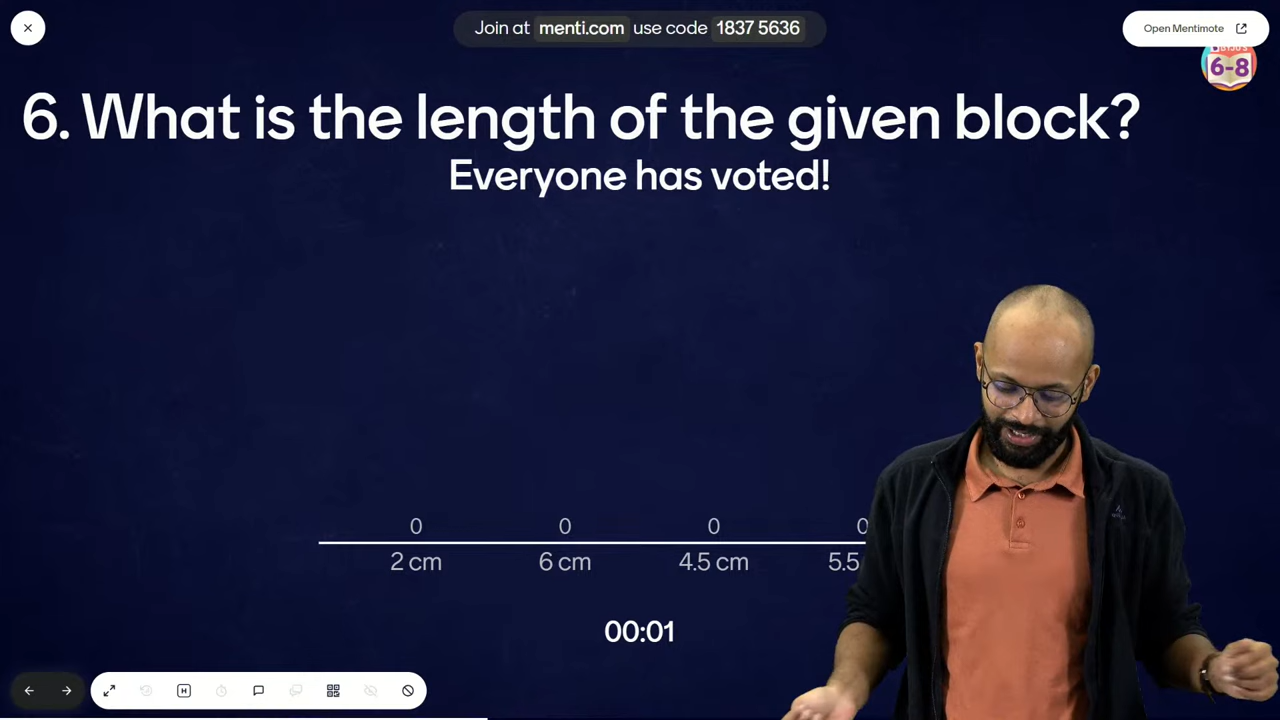 Join at menti.com use code 1837 5636
Open Mentimote
BYJU'S
6-8
6. What is the length of the given block?
Everyone has voted!
0 0 0 0
2 cm 6 cm 4.5 cm 5.5
00:01
H